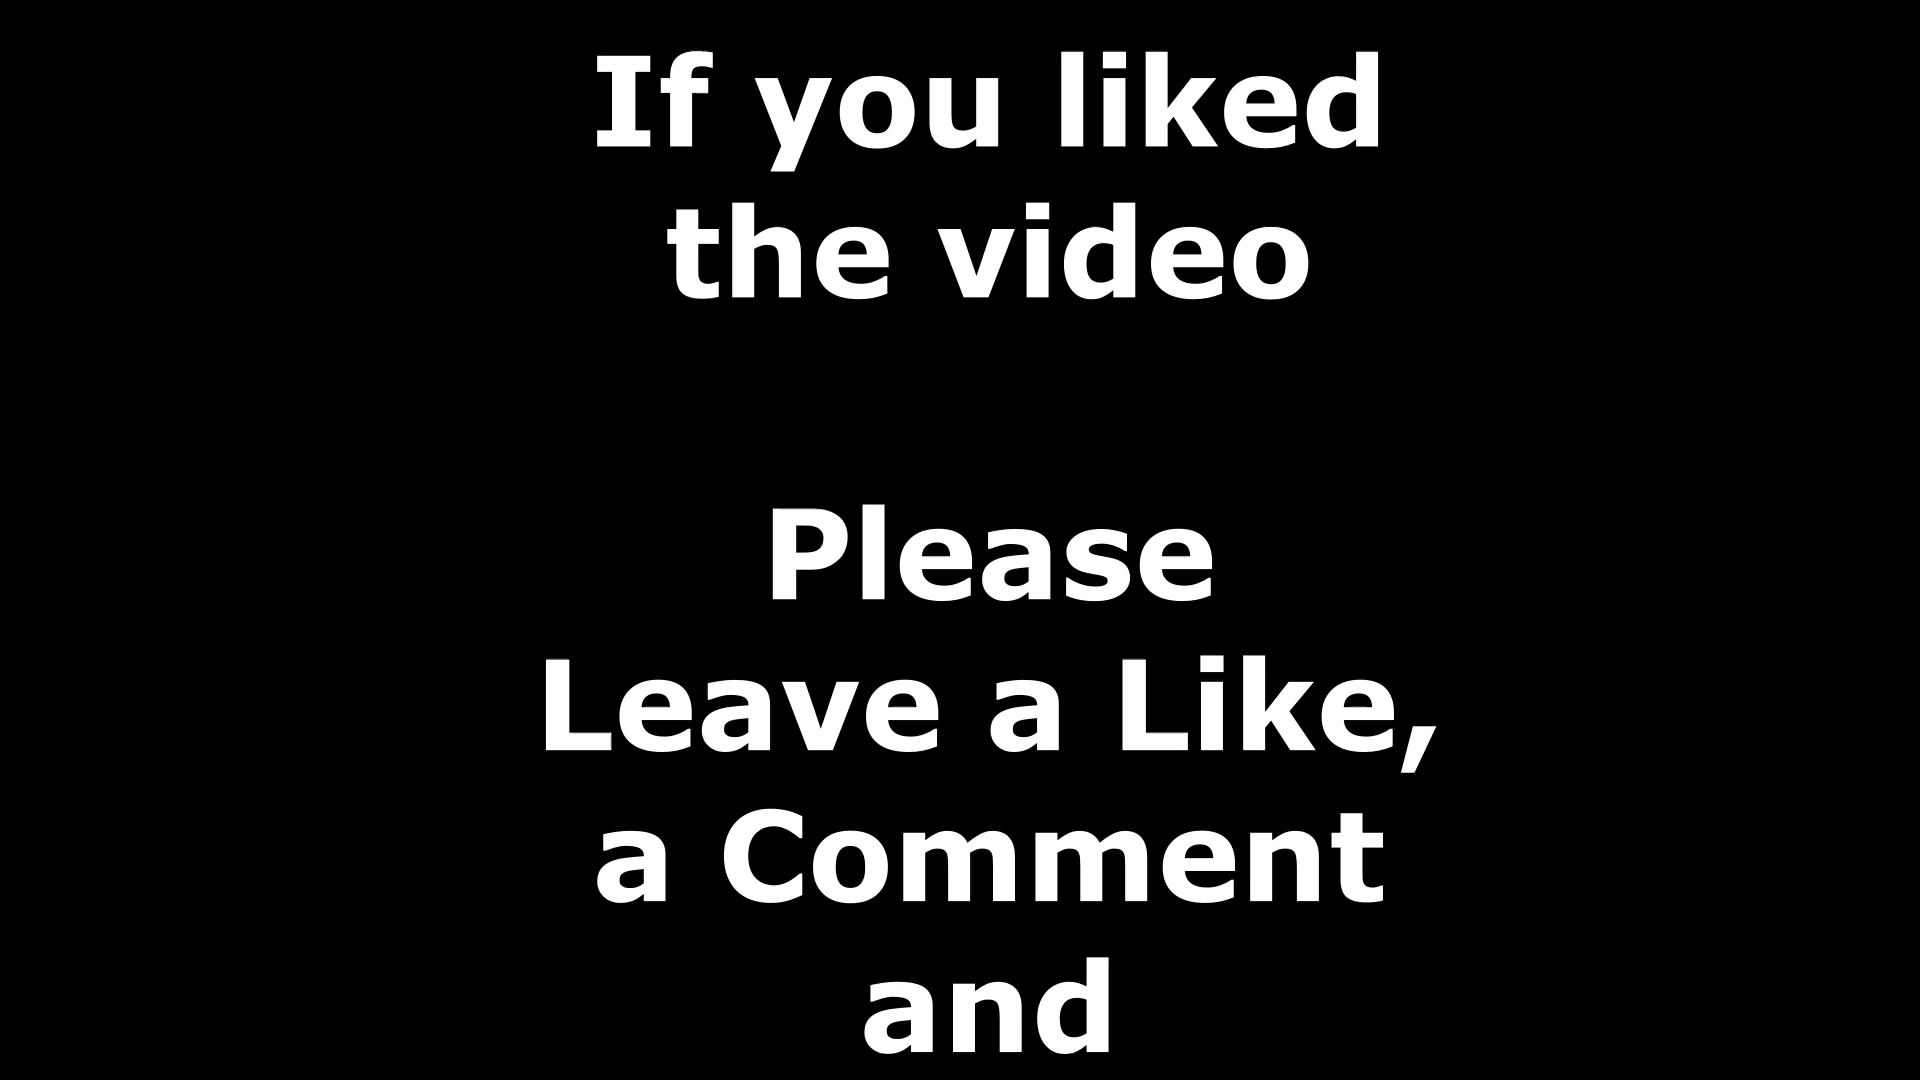 If you liked
the video
Please
Leave a Like,
a Comment
and